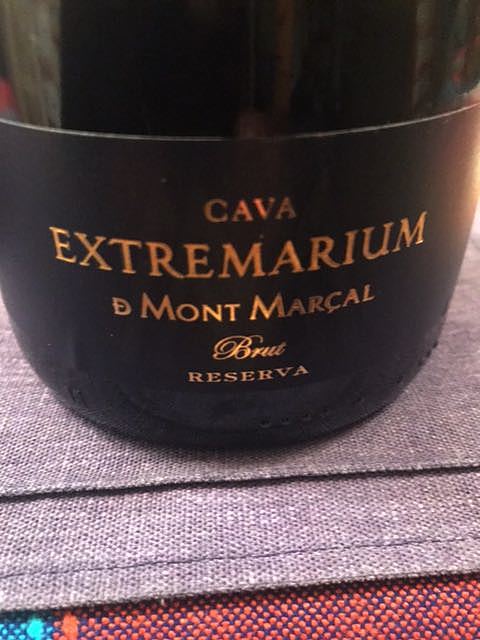 CAVA
EXTREMARIUM
Đ MONT MARÇAL
Brut
RESERVA